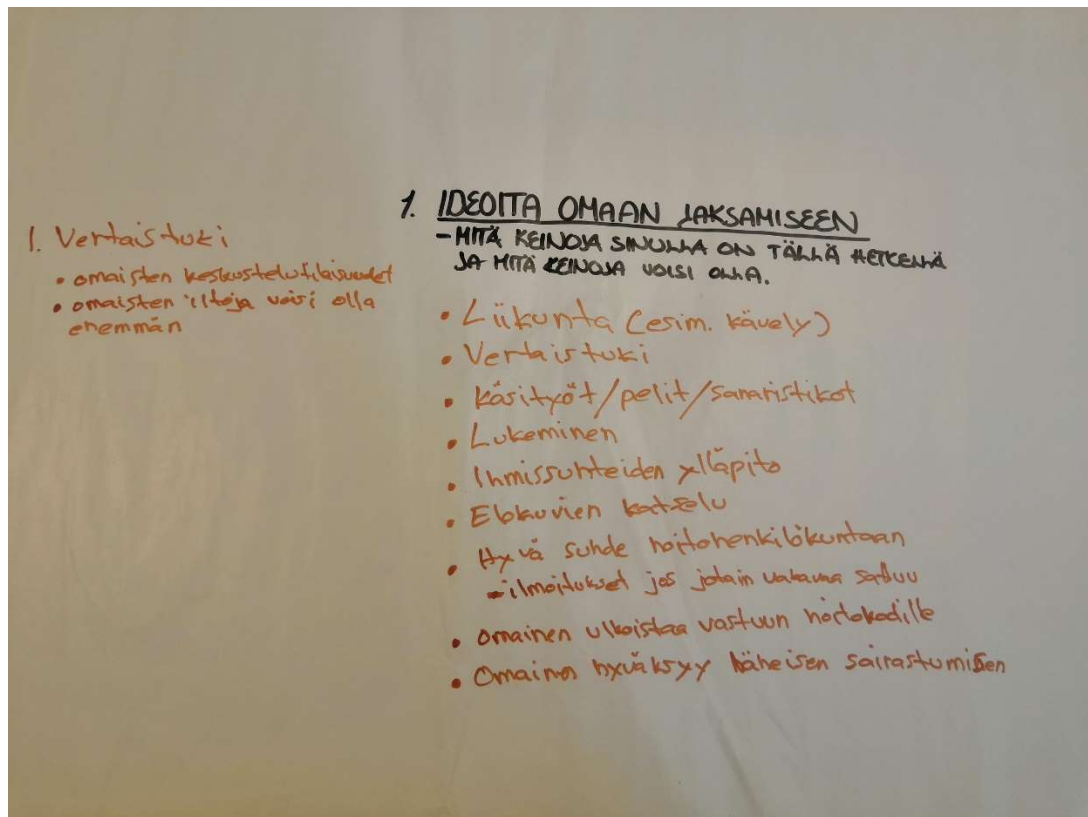 1. Vertaistuki
• omaisten keskustelutilaisuudet
• omaisten iltoja voisi olla
enemmän
1. IDEOITA OMAAN JAKSAMISEEN
- MITÄ KEINOJA SINULLA ON TÄLLÄ HETKELLÄ
JA MITÄ KEINOJA VOISI OLLA.
• Liikunta (esim. kävely)
• Vertaistuki
• Käsityöt/pelit/sanaristikot
• Lukeminen
• Ihmissuhteiden ylläpito
• Elokuvien katselu
• Hyvä suhde hoitohenkilökuntaan
- ilmoitukset jos jotain vakavaa sattuu
• omainen ulkoistaa vastuun hoitokodille
• Omainen hyväksyy läheisen sairastumisen